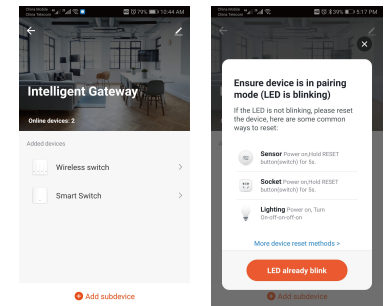 China Mobile
China Telecom
79%
10:44 AM
Intelligent Gateway
Online devices: 2
Added devices
Wireless switch
Smart Switch
Add subdevice
China Mobile
China Telecom
39%
5:17 PM
Ensure device is in pairing
mode (LED is blinking)
If the LED is not blinking, please reset
the device, here are some common
ways to reset:
Sensor Power on,Hold RESET
button(switch) for 5s.
Socket Power on,Hold RESET
button(switch) for 5s.
Lighting Power on, Turn
On-off-on-off-on
More device reset methods >
LED already blink
Add subdevice